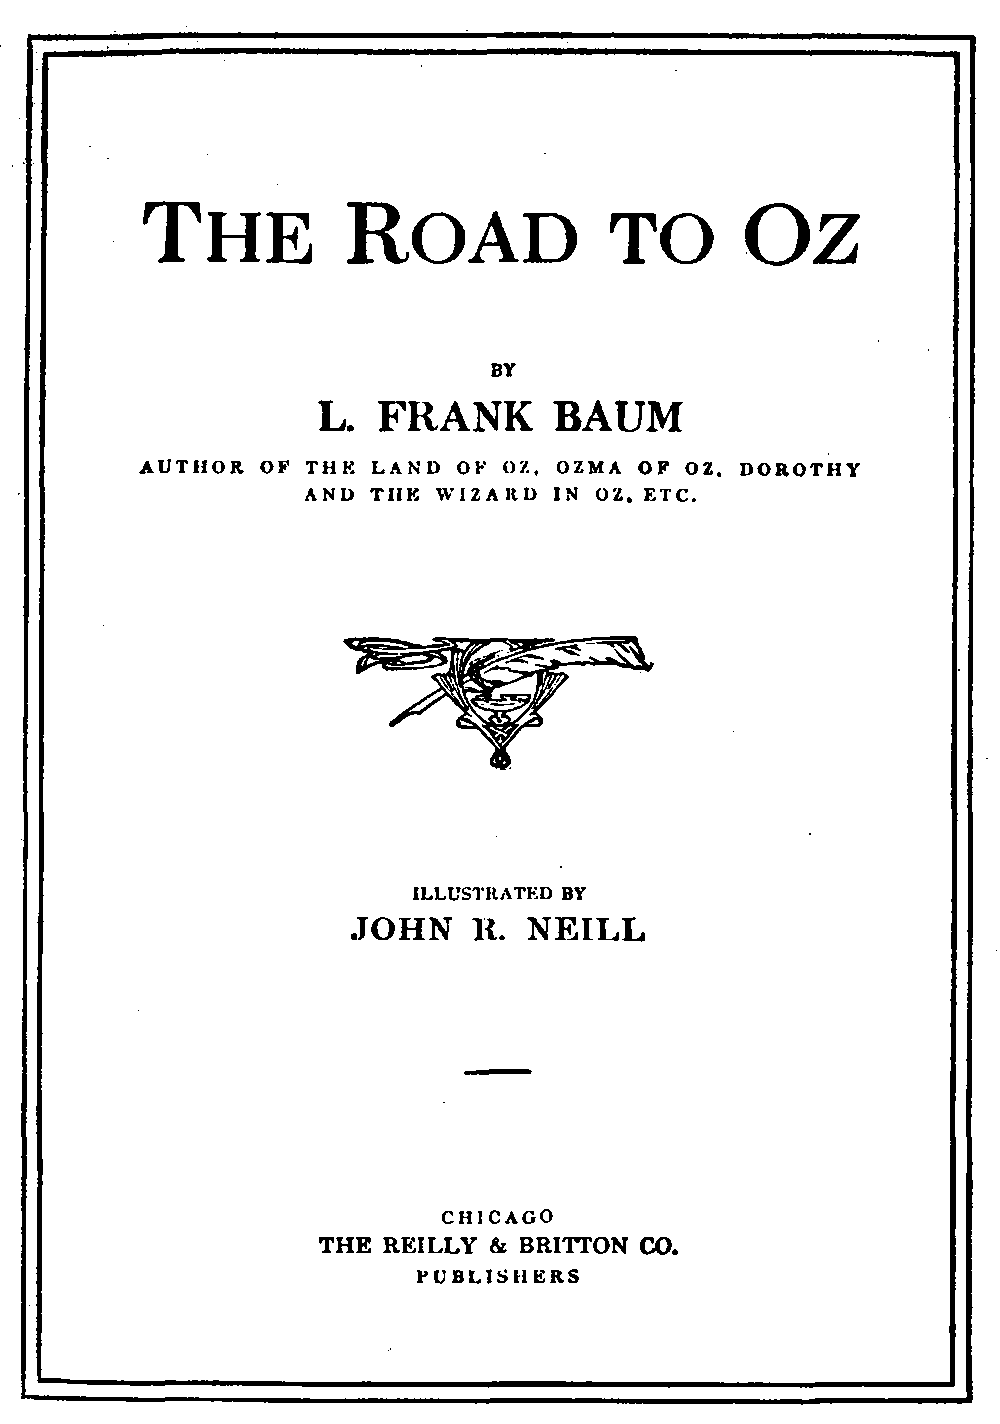 THE ROAD TO OZ
BY
L. FRANK BAUM
AUTHOR OF THE LAND OF OZ, OZMA OF OZ, DOROTHY
AND THE WIZARD IN OZ, ETC.
ILLUSTRATED BY
JOHN R. NEILL
CHICAGO
THE REILLY & BRITTON CO.
PUBLISHERS